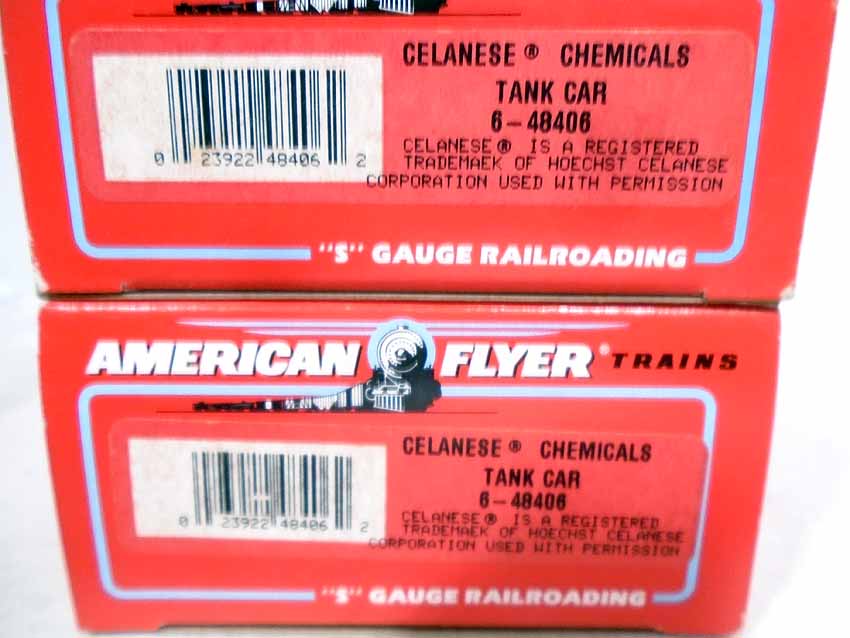 CELANESE ® CHEMICALS
TANK CAR
6-48406
CELANESE ® IS A REGISTERED
TRADEMAEK OF HOECHST CELANESE
CORPORATION USED WITH PERMISSION
0 23922 48406 2
"S" GAUGE RAILROADING
AMERICAN FLYER® TRAINS
CELANESE ® CHEMICALS
TANK CAR
6-48406
CELANESE ® IS A REGISTERED
TRADEMAEK OF HOECHST CELANESE
CORPORATION USED WITH PERMISSION
0 23922 48406 2
"S" GAUGE RAILROADING